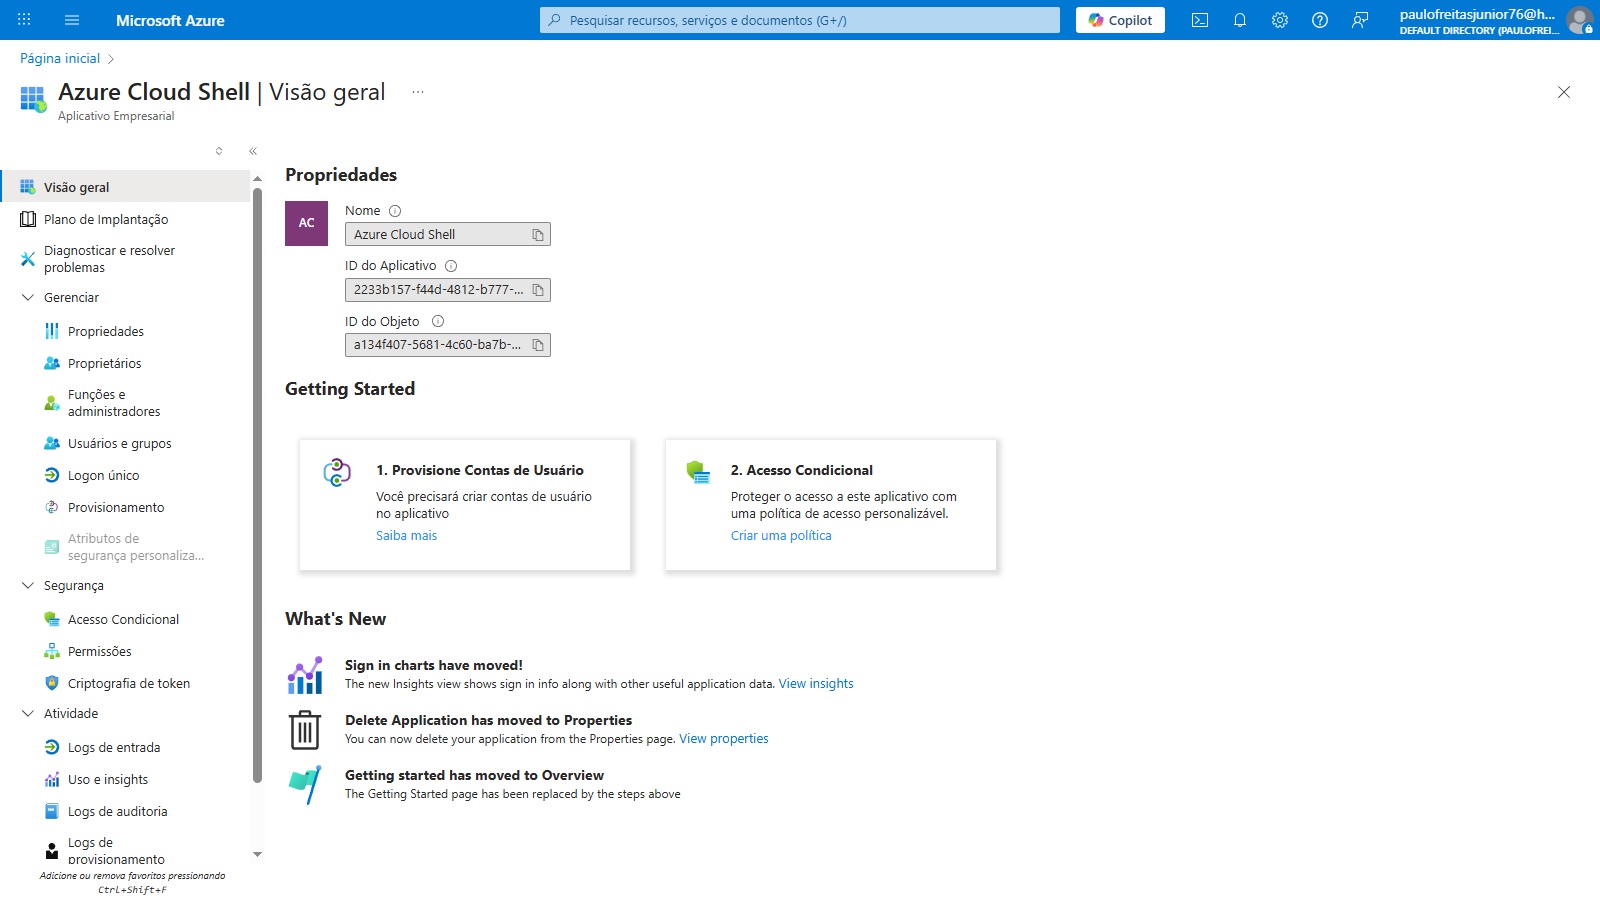 Microsoft Azure
Pesquisar recursos, serviços e documentos (G+/)
Copilot
paulofreitasjunior76@h...
DEFAULT DIRECTORY (PAULOFREI...
Página inicial
Azure Cloud Shell | Visão geral
Aplicativo Empresarial
Visão geral
Plano de Implantação
Diagnosticar e resolver
problemas
Gerenciar
Propriedades
Proprietários
Funções e
administradores
Usuários e grupos
Logon único
Provisionamento
Atributos de
segurança personaliza...
Segurança
Acesso Condicional
Permissões
Criptografia de token
Atividade
Logs de entrada
Uso e insights
Logs de auditoria
Logs de
provisionamento
Adicione ou remova favoritos pressionando
Ctrl+Shift+F
Propriedades
AC
Nome
Azure Cloud Shell
ID do Aplicativo
2233b157-f44d-4812-b777-...
ID do Objeto
a134f407-5681-4c60-ba7b-...
Getting Started
1. Provisione Contas de Usuário
Você precisará criar contas de usuário
no aplicativo
Saiba mais
2. Acesso Condicional
Proteger o acesso a este aplicativo com
uma política de acesso personalizável.
Criar uma política
What's New
Sign in charts have moved!
The new Insights view shows sign in info along with other useful application data. View insights
Delete Application has moved to Properties
You can now delete your application from the Properties page. View properties
Getting started has moved to Overview
The Getting Started page has been replaced by the steps above